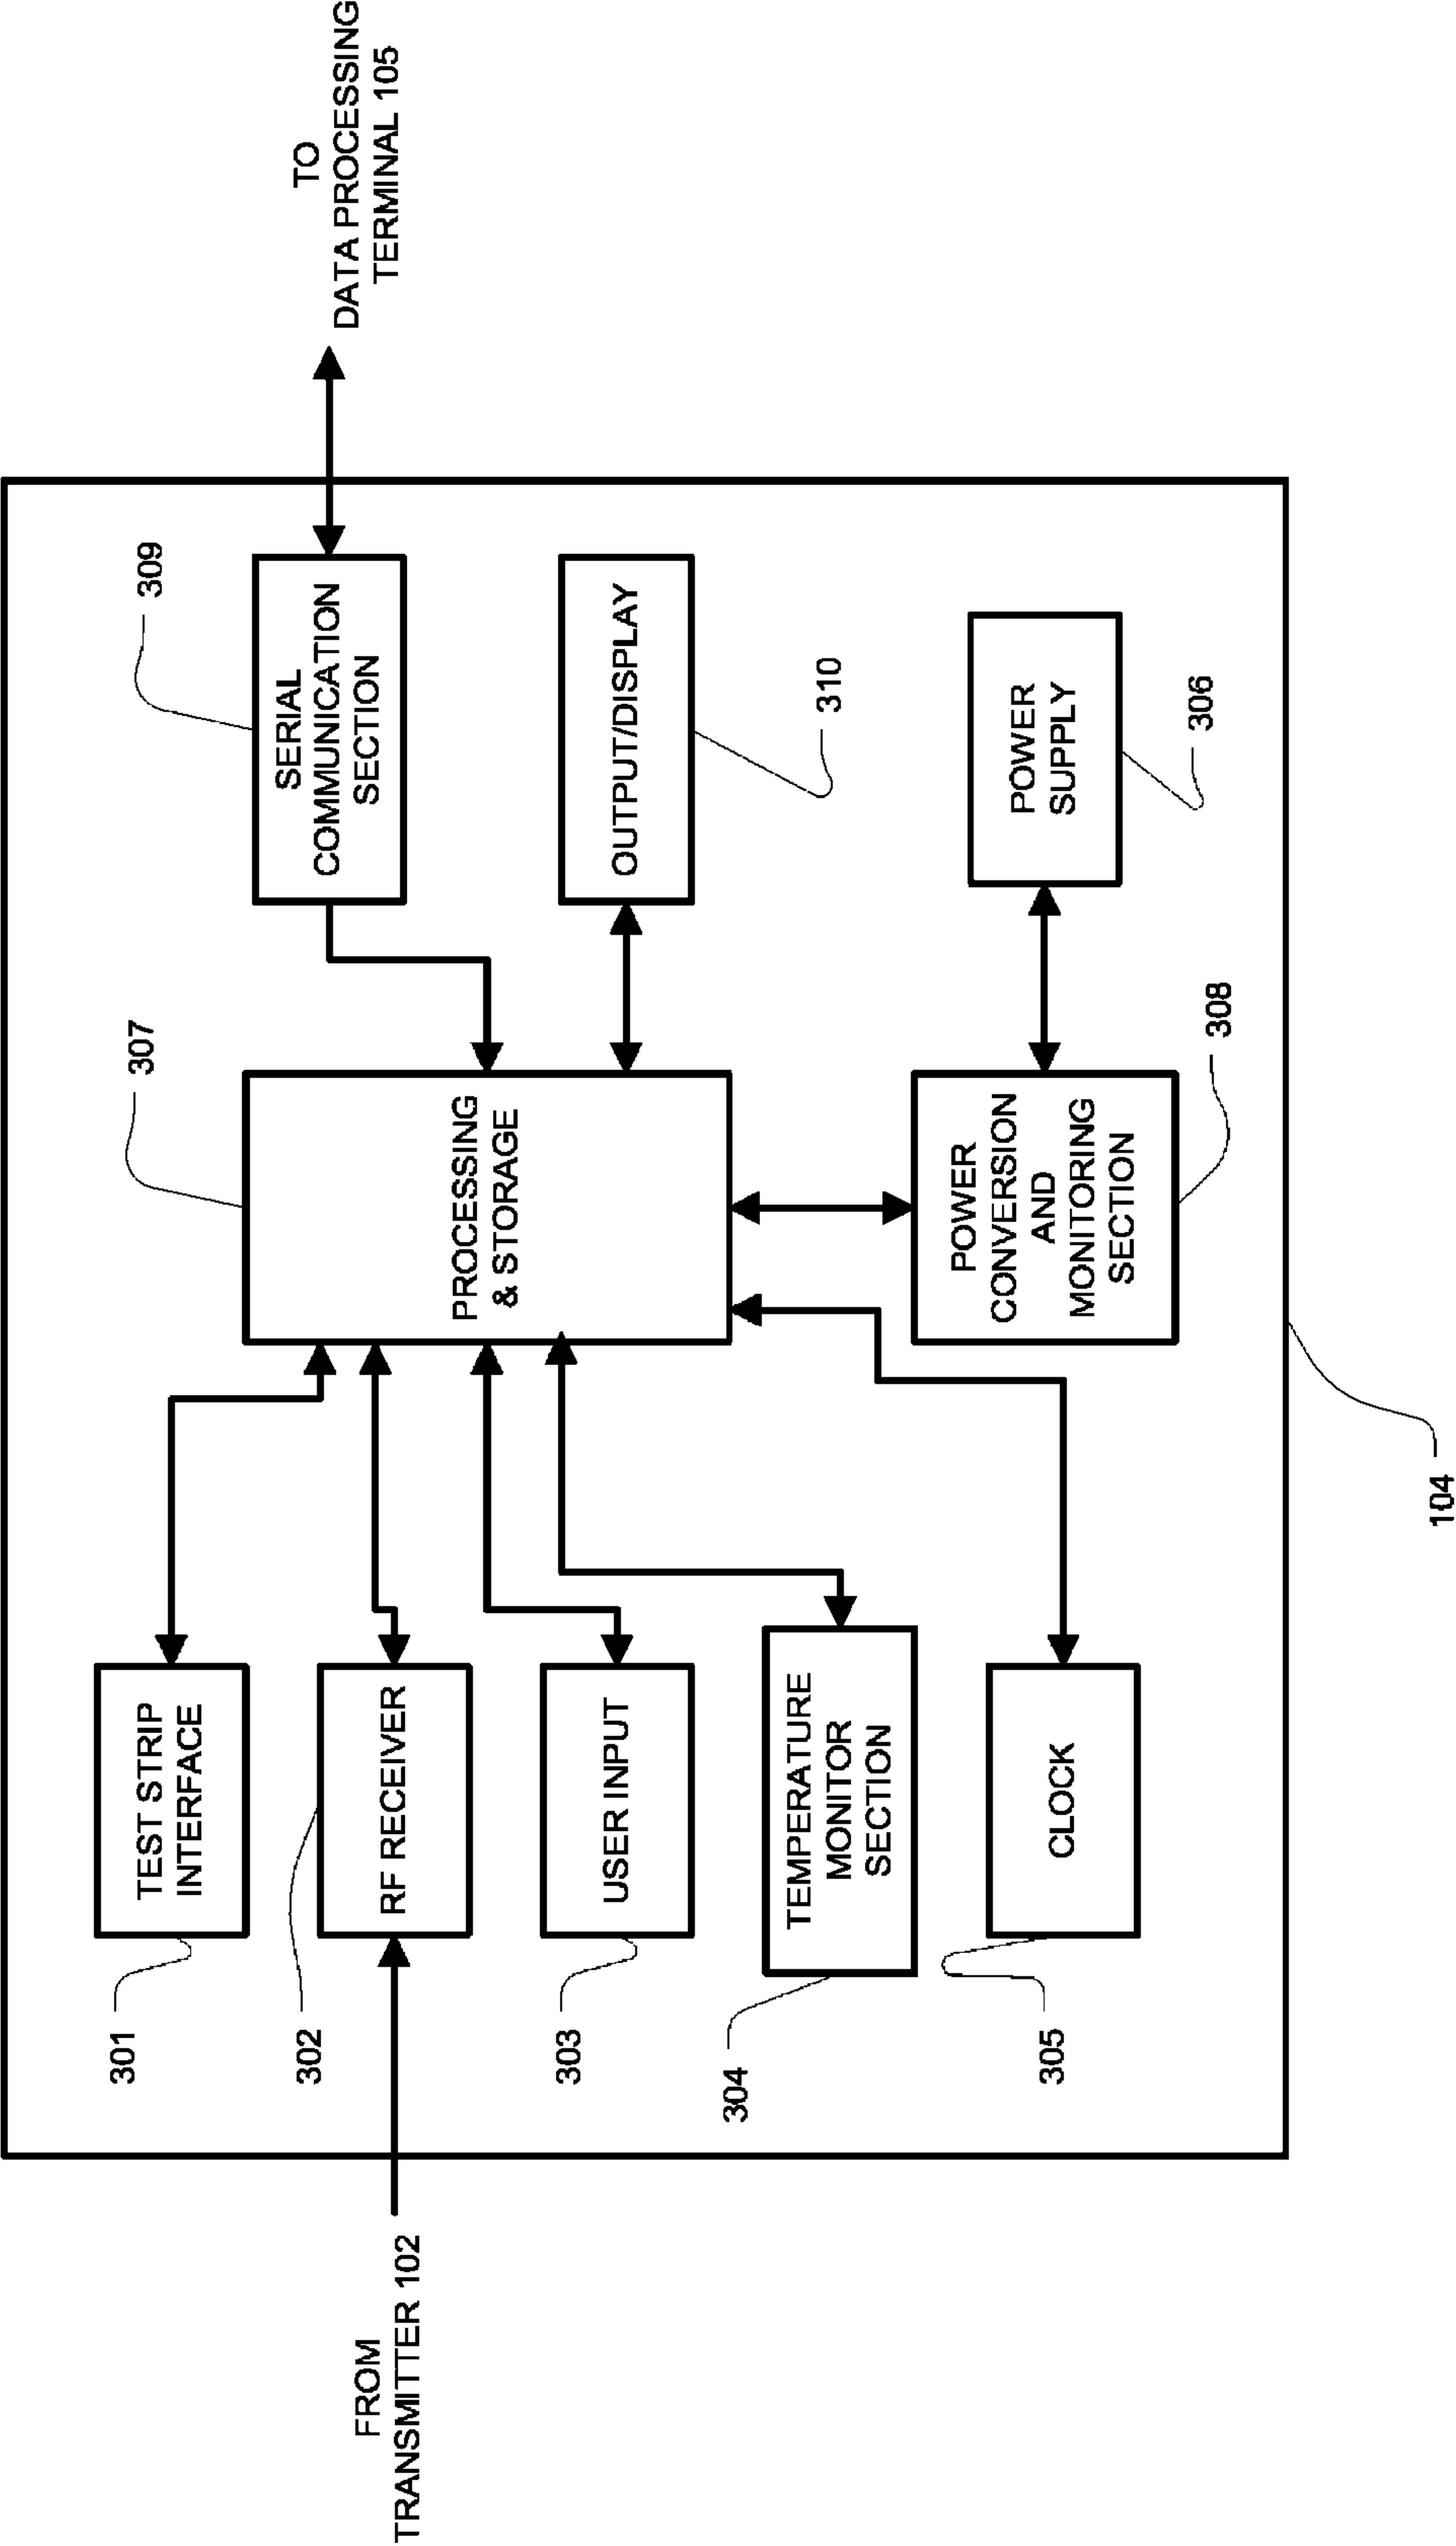 FROM
TRANSMITTER 102
301
TEST STRIP
INTERFACE
302
RF RECEIVER
303
USER INPUT
304
TEMPERATURE
MONITOR
SECTION
305
CLOCK
307
PROCESSING
& STORAGE
POWER
CONVERSION
AND
MONITORING
SECTION
308
309
SERIAL
COMMUNICATION
SECTION
OUTPUT/DISPLAY
310
POWER
SUPPLY
306
TO
DATA PROCESSING
TERMINAL 105
104